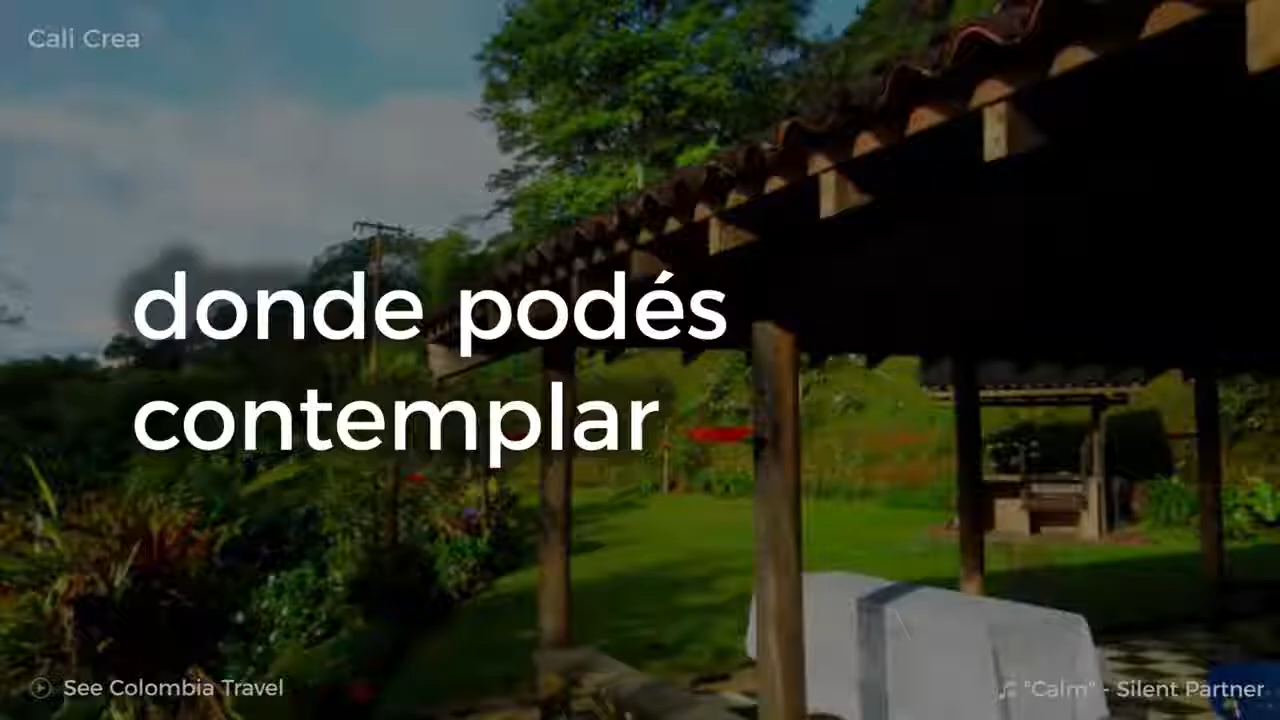 Cali Crea
donde podés
contemplar
See Colombia Travel
"Calm" - Silent Partner